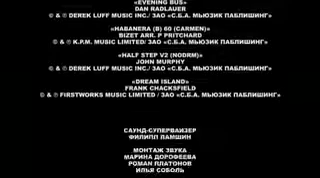 «EVENING BUS»
DAN RADLAUER
© & ℗ DEREK LUFF MUSIC INC./ ЗАО «С.Б.А. МЬЮЗИК ПАБЛИШИНГ»
«HABANERA (B) 60 (CARMEN)»
BIZET ARR. P PRITCHARD
© & ℗ K.P.M. MUSIC LIMITED/ ЗАО «С.Б.А. МЬЮЗИК ПАБЛИШИНГ»
«HALF STEP V2 (NODRM)»
JOHN MURPHY
© & ℗ DEREK LUFF MUSIC INC./ ЗАО «С.Б.А. МЬЮЗИК ПАБЛИШИНГ»
«DREAM ISLAND»
FRANK CHACKSFIELD
© & ℗ FIRSTWORKS MUSIC LIMITED / ЗАО «С.Б.А. МЬЮЗИК ПАБЛИШИНГ»
САУНД-СУПЕРВАЙЗЕР
ФИЛИПП ЛАМШИН
МОНТАЖ ЗВУКА
МАРИНА ДОРОФЕЕВА
РОМАН ПЛАТОНОВ
ИЛЬЯ СОБОЛЬ